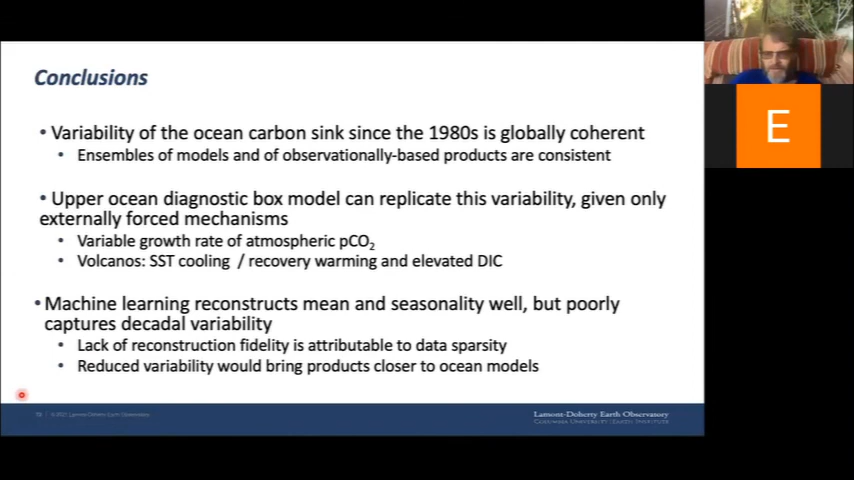 Conclusions
• Variability of the ocean carbon sink since the 1980s is globally coherent
• Ensembles of models and of observationally-based products are consistent
• Upper ocean diagnostic box model can replicate this variability, given only
externally forced mechanisms
• Variable growth rate of atmospheric pCO₂
• Volcanos: SST cooling / recovery warming and elevated DIC
• Machine learning reconstructs mean and seasonality well, but poorly
captures decadal variability
• Lack of reconstruction fidelity is attributable to data sparsity
• Reduced variability would bring products closer to ocean models
Lamont-Doherty Earth Observatory
Columbia University | Earth Institute
E